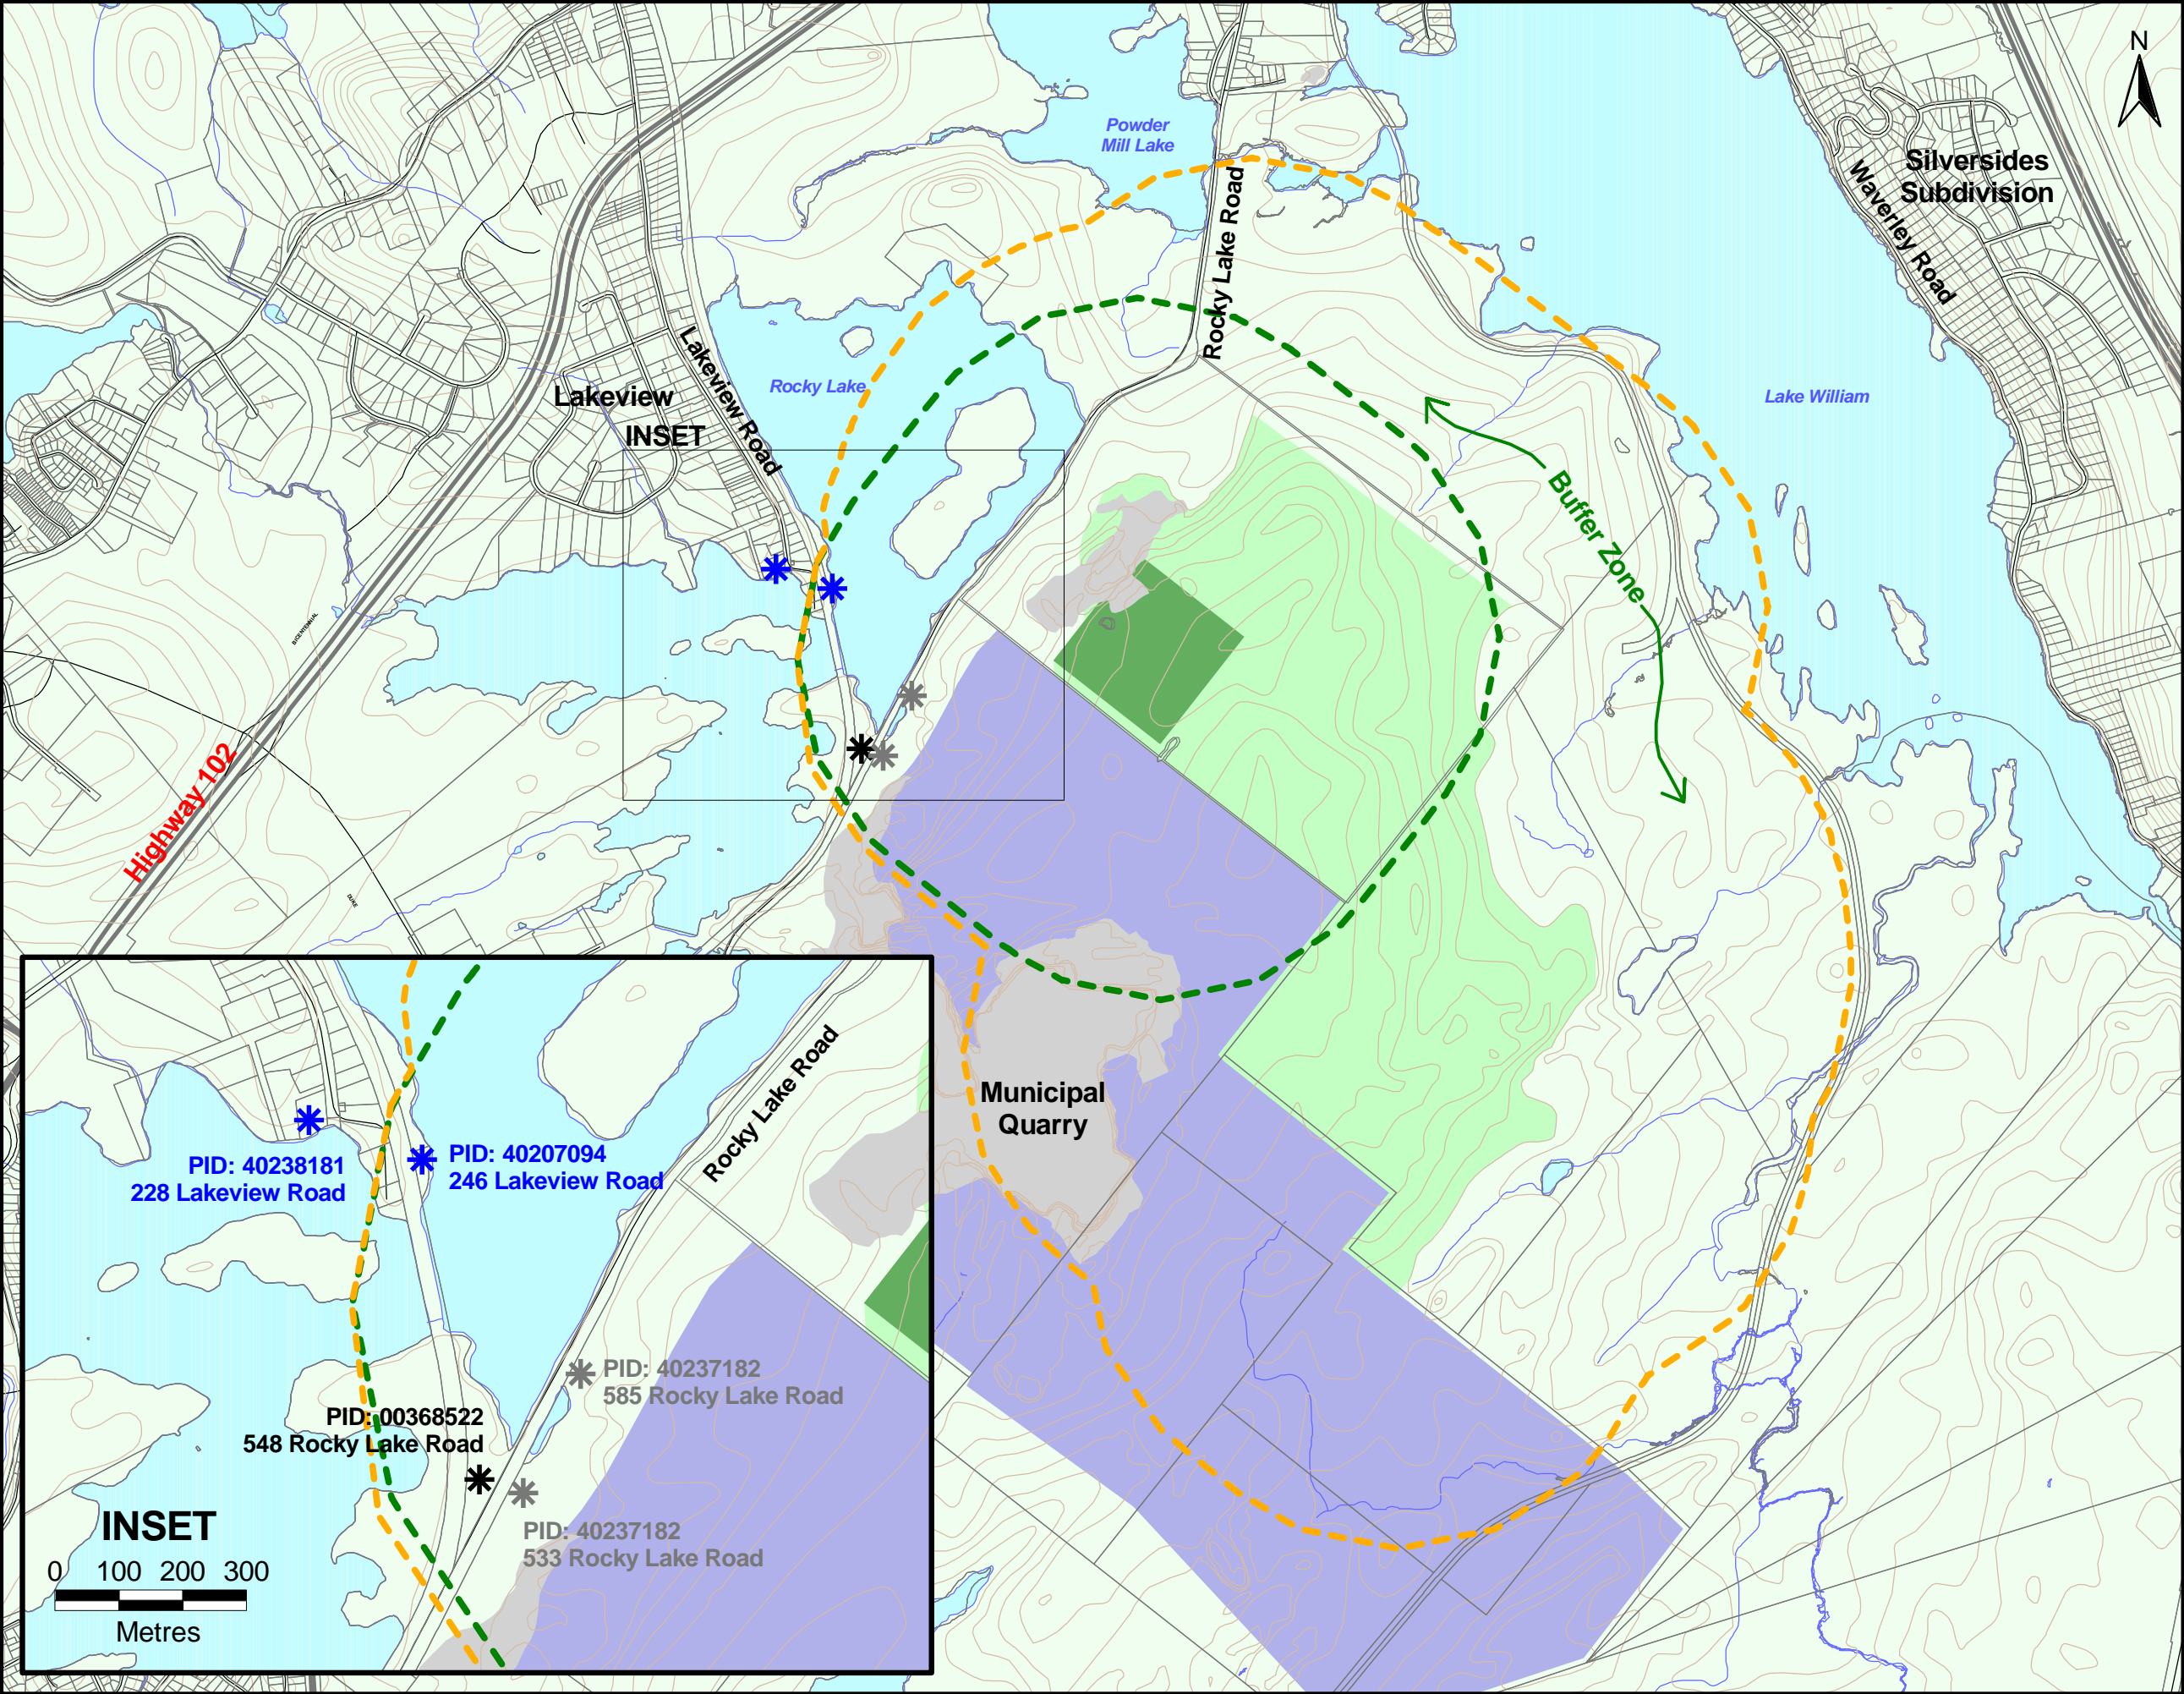 N
Powder
Mill Lake
Silversides
Subdivision
Waverley Road
Rocky Lake Road
Lakeview Road
Rocky Lake
Lakeview
INSET
Lake William
Buffer Zone
BICENTENNIAL
Highway 102
DUKE
Municipal
Quarry
Rocky Lake Road
PID: 40238181
228 Lakeview Road
PID: 40207094
246 Lakeview Road
PID: 40237182
585 Rocky Lake Road
PID: 00368522
548 Rocky Lake Road
PID: 40237182
533 Rocky Lake Road
INSET
0 100 200 300
Metres